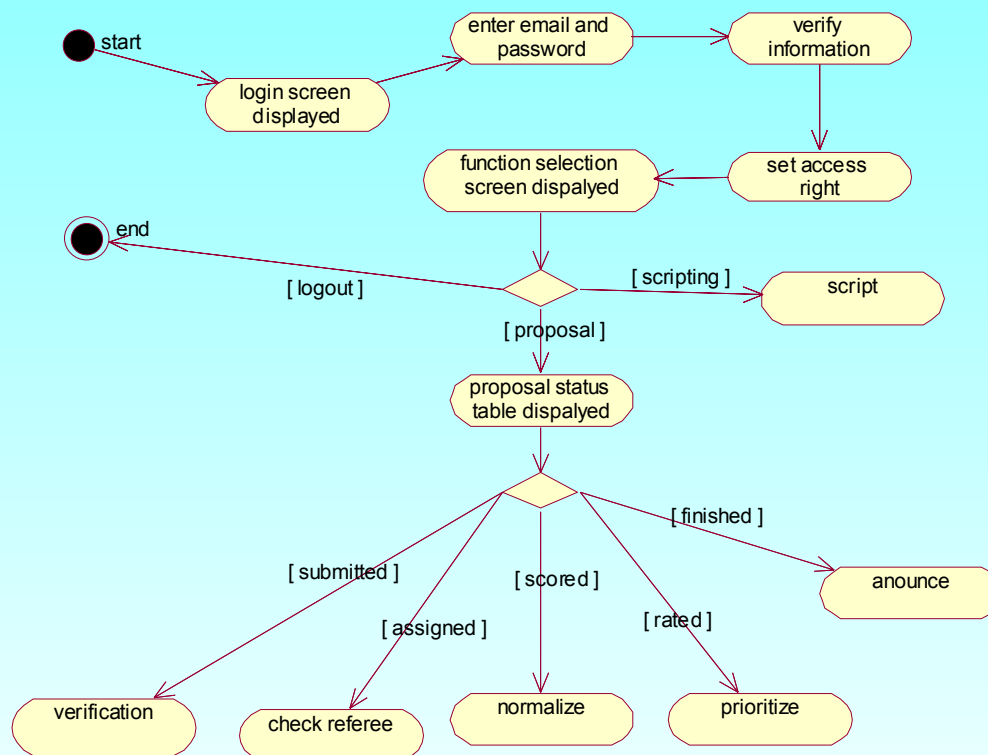 start
enter email and
password
verify
information
login screen
displayed
function selection
screen dispalyed
set access
right
end
[ logout ]
[ scripting ]
script
[ proposal ]
proposal status
table dispalyed
[ finished ]
[ submitted ]
[ scored ]
anounce
[ assigned ]
[ rated ]
verification
check referee
normalize
prioritize